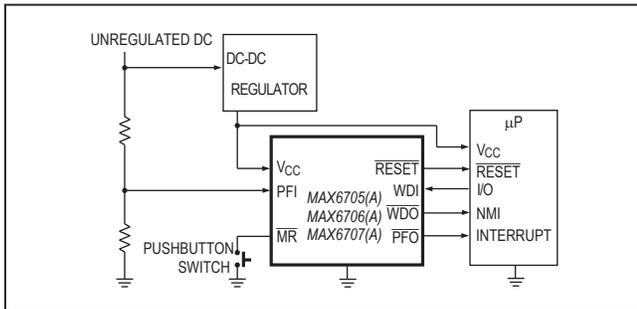 UNREGULATED DC
DC-DC
REGULATOR
μP
VCC
RESET
I/O
NMI
INTERRUPT
VCC
PFI
MR
RESET
WDI
WDO
PFO
MAX6705(A)
MAX6706(A)
MAX6707(A)
PUSHBUTTON
SWITCH